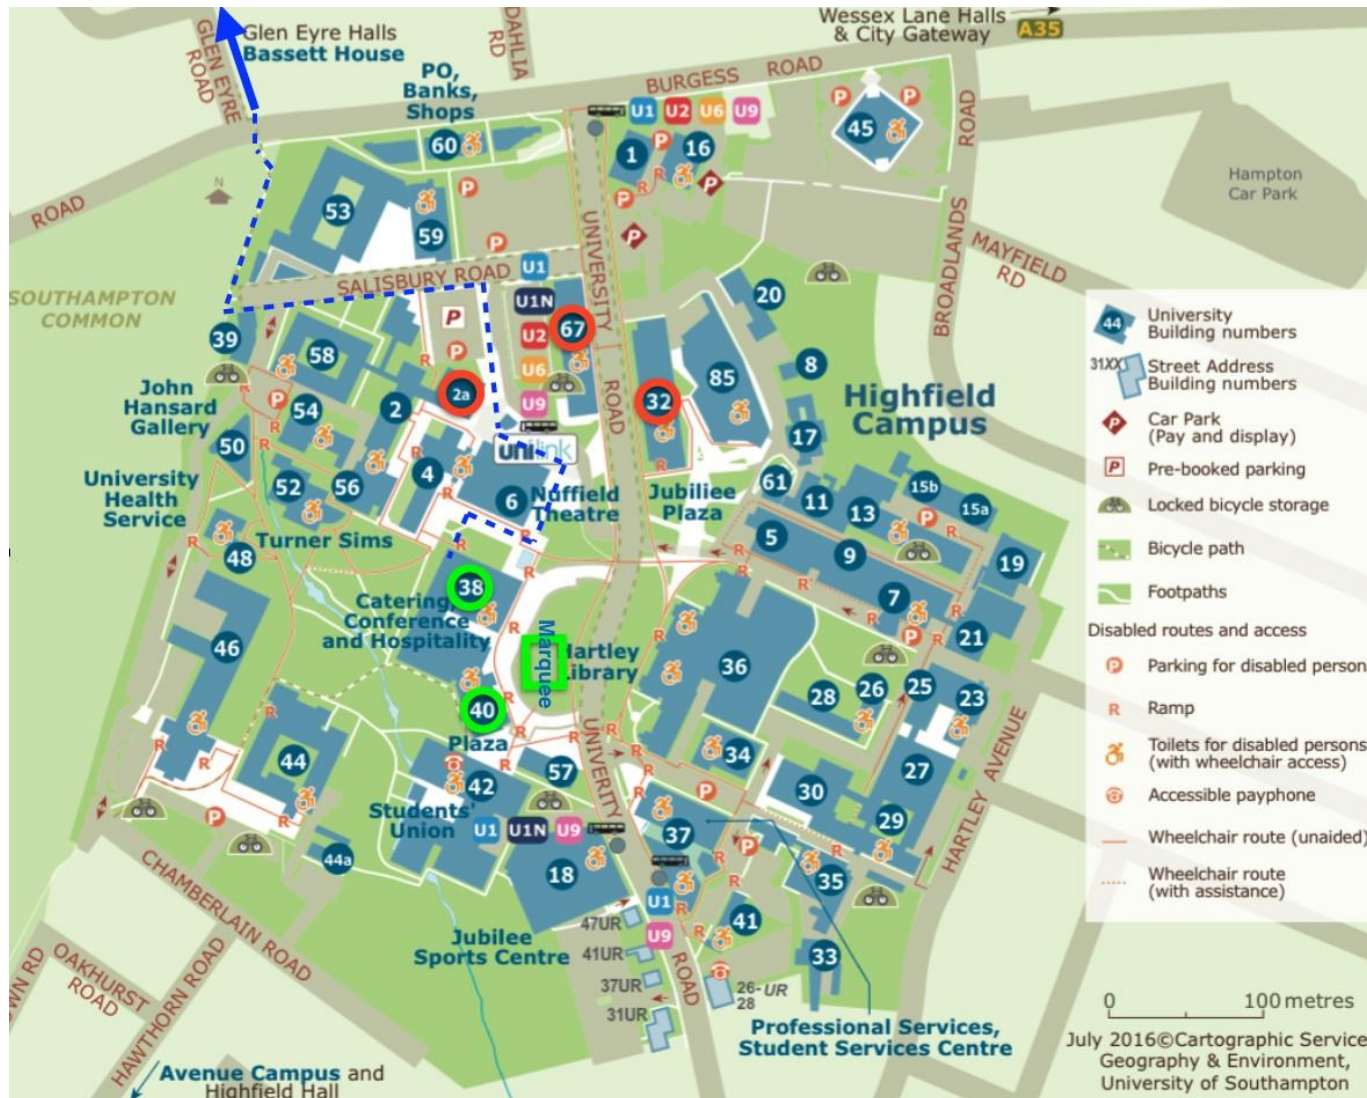 Wessex Lane Halls
& City Gateway
A35
Glen Eyre Halls
Bassett House
GLEN EYRE
ROAD
DAHLIA
RD
BURGESS ROAD
PO,
Banks,
Shops
U1 U2 U6 U9
60
1
16
45
P
P
P
P
P
P
R
R
P
ROAD
N
53
59
P
P
P
UNIVERSITY
ROAD
BROADLANDS
ROAD
Hampton
Car Park
MAYFIELD
RD
SALISBURY ROAD
U1
U1N
U2
U6
U9
unilink
SOUTHAMPTON
COMMON
39
58
P
P
R
67
20
8
85
32
2a
2
54
P
R
R
John
Hansard
Gallery
50
University
Health
Service
52
56
4
6
Nuffield
Theatre
Jubiliee
Plaza
Highfield
Campus
17
61
11
13
15b
15a
P
5
9
7
19
21
P
Turner Sims
48
46
38
Catering,
Conference
and Hospitality
Marquee
Hartley
Library
36
28
26
25
23
40
Plaza
44
42
57
34
30
27
29
Students'
Union
U1 U1N U9
UNIVERITY
ROAD
37
P
P
HARTLEY AVENUE
18
35
44a
P
CHAMBERLAIN ROAD
Jubilee
Sports Centre
U1
U9
41
33
47UR
41UR
37UR
31UR
26-UR
28
OWN RD
OAKHURST
ROAD
HAWTHORN ROAD
Professional Services,
Student Services Centre
Avenue Campus and
Highfield Hall
44
University
Building numbers
31XX
Street Address
Building numbers
P
Car Park
(Pay and display)
P
Pre-booked parking
Locked bicycle storage
Bicycle path
Footpaths
Disabled routes and access
P
Parking for disabled person
R
Ramp
Toilets for disabled persons
(with wheelchair access)
Accessible payphone
Wheelchair route (unaided)
Wheelchair route
(with assistance)
0 100 metres
July 2016©Cartographic Service
Geography & Environment,
University of Southampton